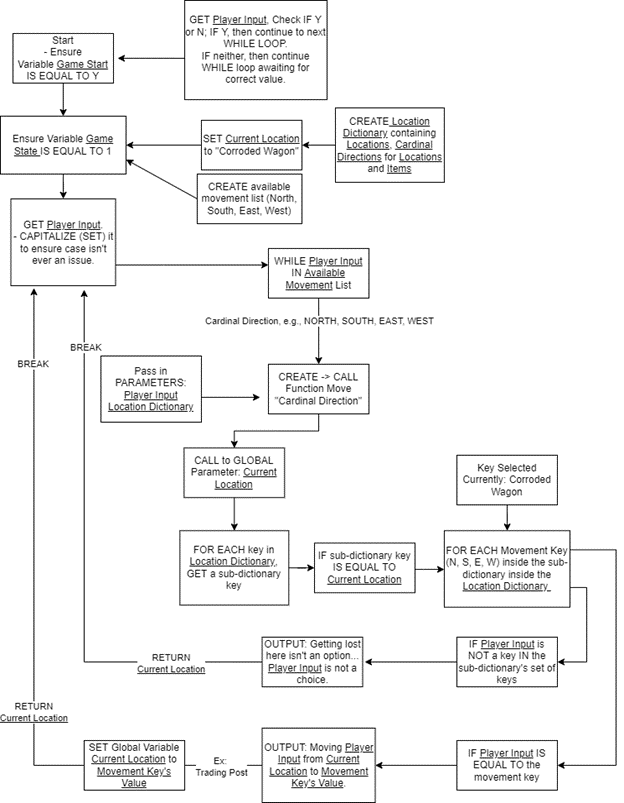 GET Player Input, Check IF Y
or N; IF Y, then continue to next
WHILE LOOP.
IF neither, then continue
WHILE loop awaiting for
correct value.
Start
- Ensure
Variable Game Start
IS EQUAL TO Y
Ensure Variable Game
State IS EQUAL TO 1
SET Current Location
to "Corroded Wagon"
CREATE Location
Dictionary containing
Locations, Cardinal
Directions for Locations
and Items
CREATE available
movement list (North,
South, East, West)
GET Player Input.
- CAPITALIZE (SET) it
to ensure case isn't
ever an issue.
WHILE Player Input
IN Available
Movement List
Cardinal Direction, e.g., NORTH, SOUTH, EAST, WEST
BREAK
BREAK
Pass in
PARAMETERS:
Player Input
Location Dictionary
CREATE -> CALL
Function Move
"Cardinal Direction"
CALL to GLOBAL
Parameter: Current
Location
Key Selected
Currently: Corroded
Wagon
FOR EACH key in
Location Dictionary,
GET a sub-dictionary
key
IF sub-dictionary key
IS EQUAL TO
Current Location
FOR EACH Movement Key
(N, S, E, W) inside the sub-
dictionary inside the
Location Dictionary
RETURN
Current Location
OUTPUT: Getting lost
here isn't an option...
Player Input is not a
choice.
IF Player Input is
NOT a key IN the
sub-dictionary's set of
keys
RETURN
Current Location
SET Global Variable
Current Location to
Movement Key's
Value
Ex:
Trading Post
OUTPUT: Moving Player
Input from Current
Location to Movement
Key's Value.
IF Player Input IS
EQUAL TO the
movement key